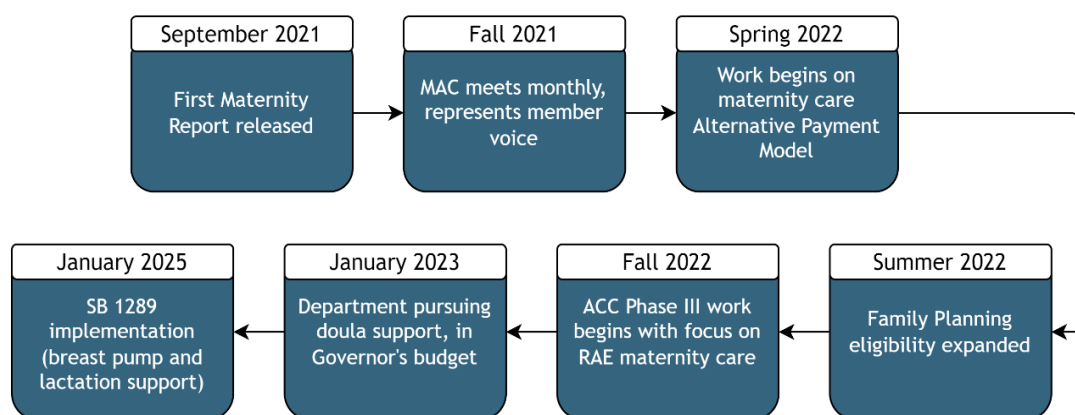 September 2021
First Maternity
Report released
Fall 2021
MAC meets monthly,
represents member
voice
Spring 2022
Work begins on
maternity care
Alternative Payment
Model
Summer 2022
Family Planning
eligibility expanded
Fall 2022
ACC Phase III work
begins with focus on
RAE maternity care
January 2023
Department pursuing
doula support, in
Governor's budget
January 2025
SB 1289
implementation
(breast pump and
lactation support)